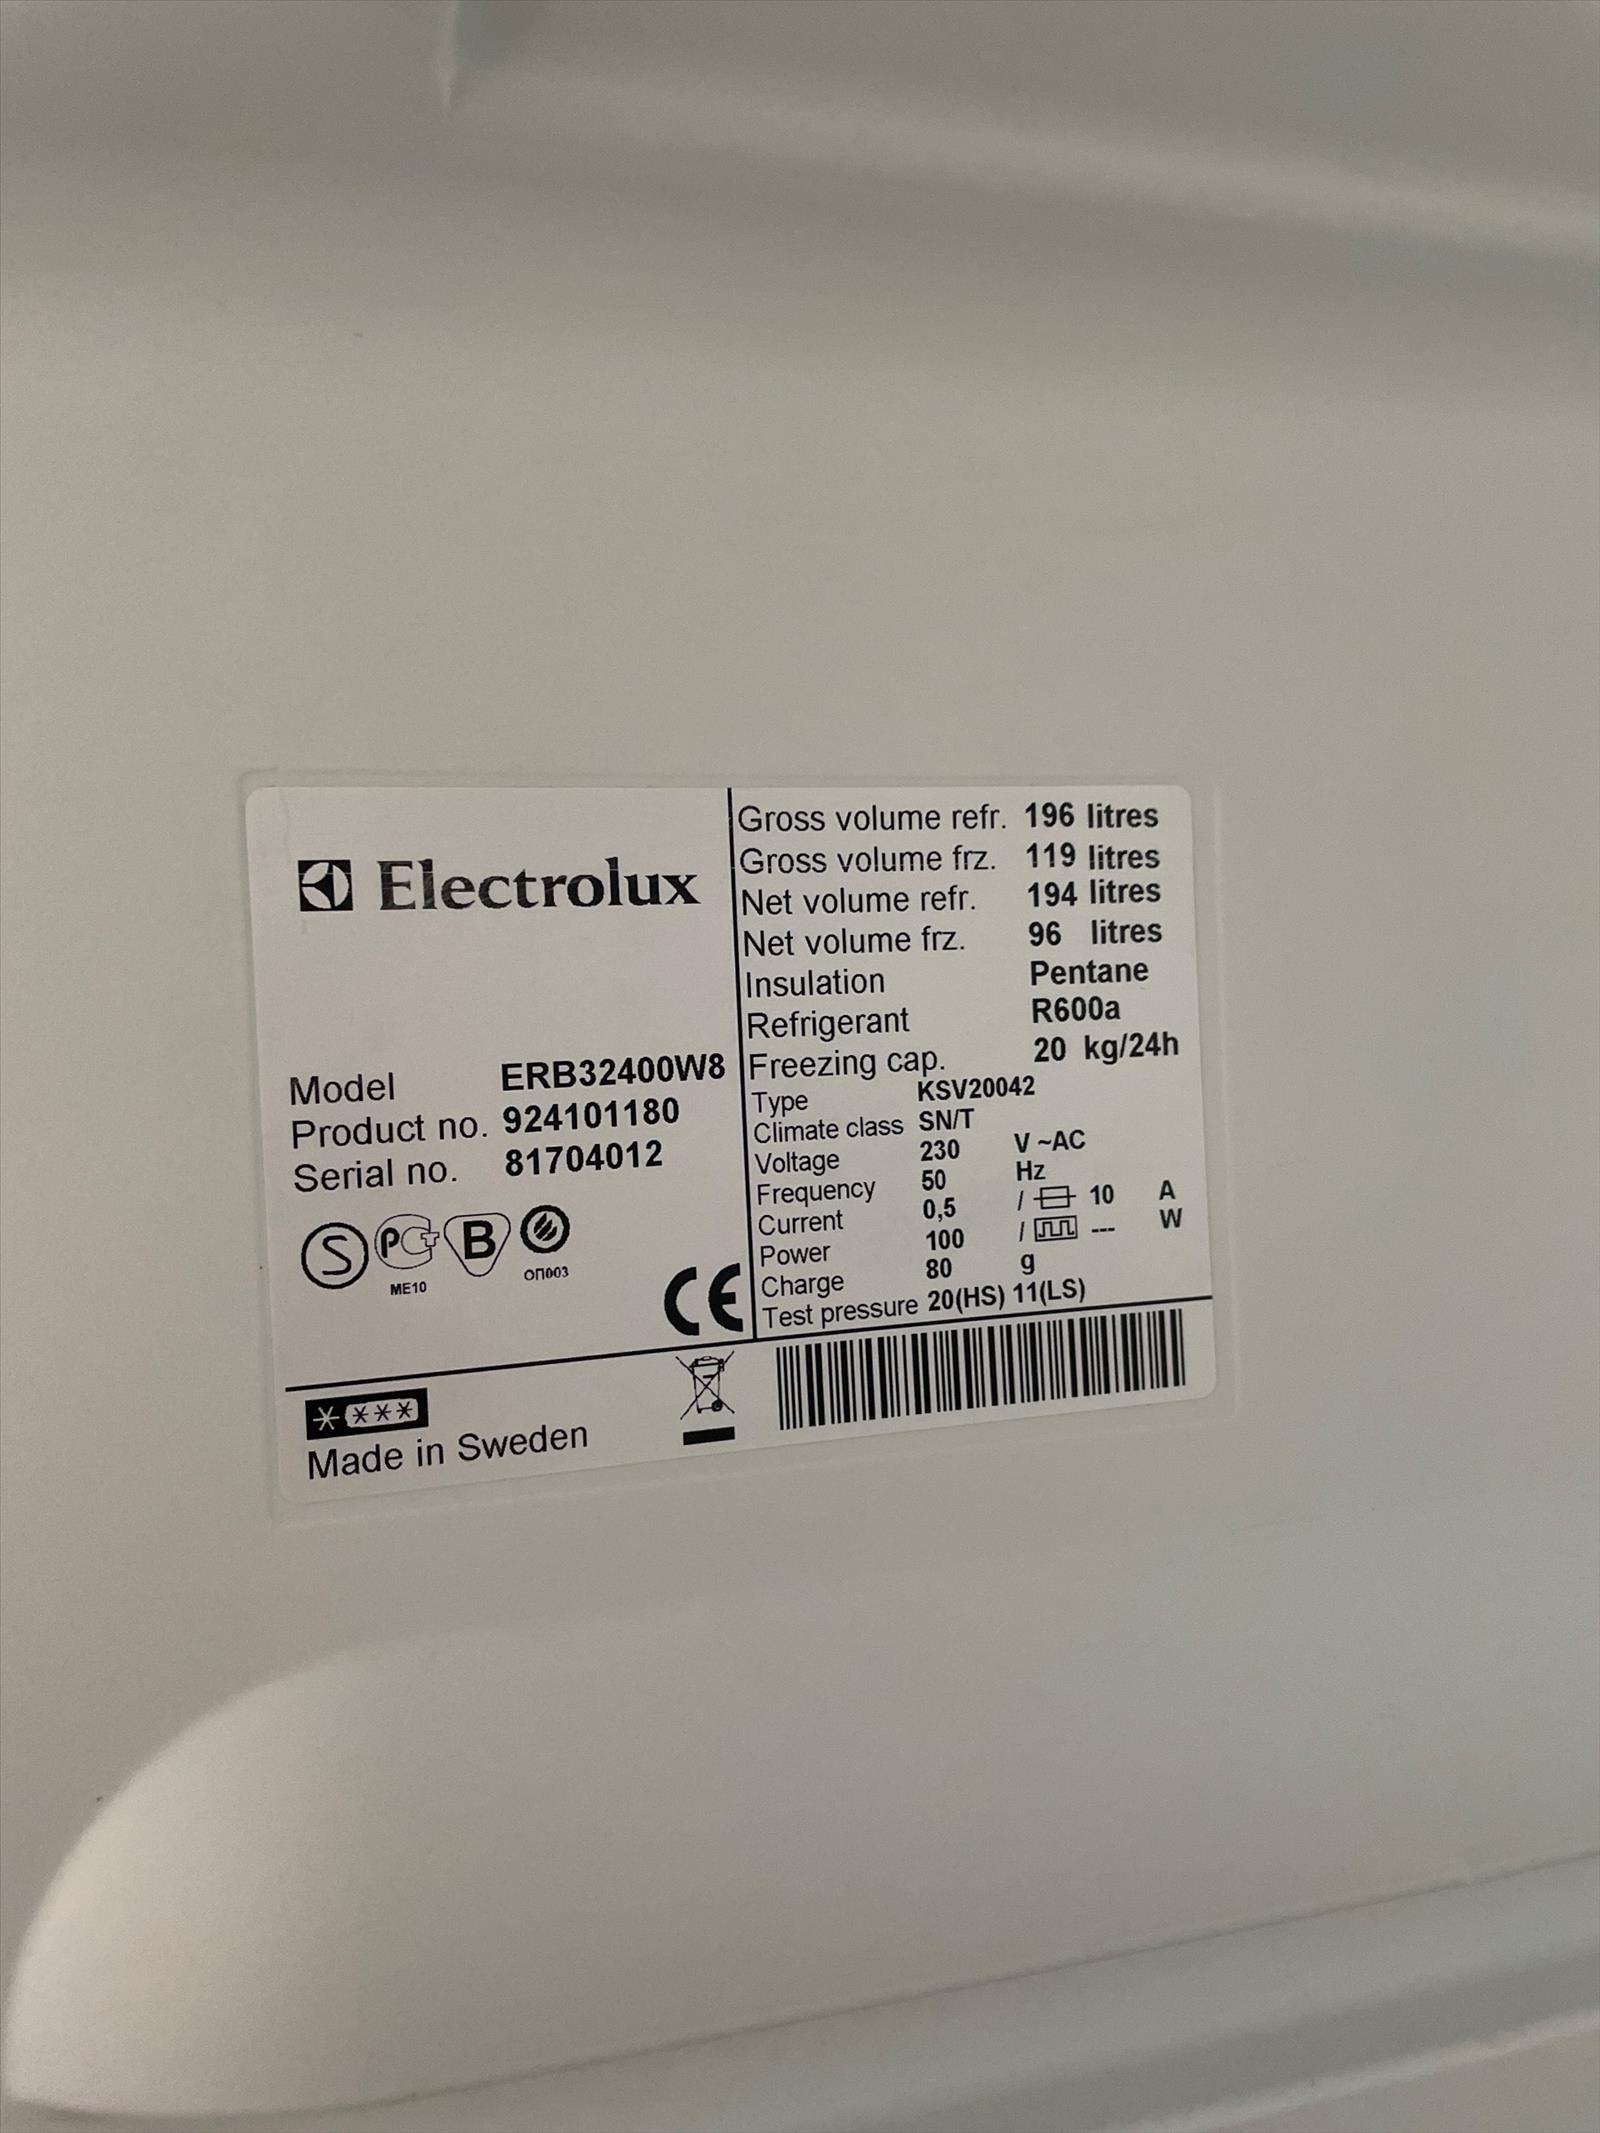 Electrolux
Model ERB32400W8
Product no. 924101180
Serial no. 81704012
S PCT B
ME10 ОП003
CE
Gross volume refr. 196 litres
Gross volume frz. 119 litres
Net volume refr. 194 litres
Net volume frz. 96 litres
Insulation Pentane
Refrigerant R600a
Freezing cap. 20 kg/24h
Type KSV20042
Climate class SN/T
Voltage 230 V ~AC
Frequency 50 Hz
Current 0,5 / 10 A
Power 100 / --- W
Charge 80 g
Test pressure 20(HS) 11(LS)
Made in Sweden